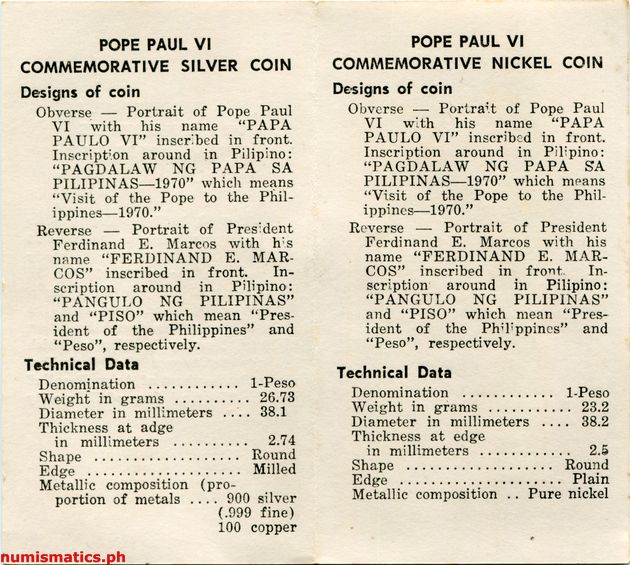 POPE PAUL VI
COMMEMORATIVE SILVER COIN
Designs of coin
Obverse — Portrait of Pope Paul
VI with his name “PAPA
PAULO VI” inscribed in front.
Inscription around in Pilipino:
“PAGDALAW NG PAPA SA
PILIPINAS—1970” which means
“Visit of the Pope to the Phil-
ippines—1970.”
Reverse — Portrait of President
Ferdinand E. Marcos with his
name “FERDINAND E. MAR-
COS” inscribed in front. In-
scription around in Pilipino:
“PANGULO NG PILIPINAS”
and “PISO” which mean “Pres-
ident of the Philippines” and
“Peso”, respectively.
Technical Data
Denomination ............ 1-Peso
Weight in grams ......... 26.73
Diameter in millimeters .... 38.1
Thickness at adge
in millimeters .......... 2.74
Shape .................. Round
Edge .................. Milled
Metallic composition (pro-
portion of metals .... 900 silver
(.999 fine)
100 copper
POPE PAUL VI
COMMEMORATIVE NICKEL COIN
Designs of coin
Obverse — Portrait of Pope Paul
VI with his name “PAPA
PAULO VI” inscribed in front.
Inscription around in Pilipino:
“PAGDALAW NG PAPA SA
PILIPINAS—1970” which means
“Visit of the Pope to the Phil-
ippines—1970.”
Reverse — Portrait of President
Ferdinand E. Marcos with his
name “FERDINAND E. MAR-
COS” inscribed in front. In-
scription around in Pilipino:
“PANGULO NG PILIPINAS”
and “PISO” which mean “Pres-
ident of the Philippines” and
“Peso”, respectively.
Technical Data
Denomination ............ 1-Peso
Weight in grams ........... 23.2
Diameter in millimeters .... 38.2
Thickness at edge
in millimeters ............ 2.5
Shape .................. Round
Edge .................... Plain
Metallic composition .. Pure nickel
numismatics.ph